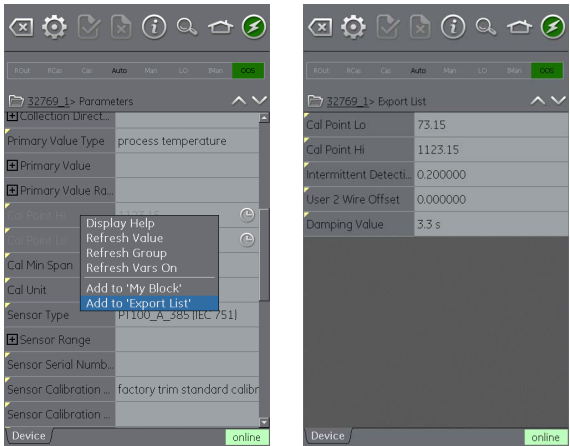 ROut RCas Cas Auto Man LO IMan OOS
32769_1> Parameters
Collection Direct...
Primary Value Type process temperature
Primary Value
Primary Value Ra...
Cal Point Hi 1123.15
Cal Point Lo
Cal Min Span
Cal Unit
Sensor Type PT100_A_385 (IEC 751)
Sensor Range
Sensor Serial Numb...
Sensor Calibration ... factory trim standard calibr
Sensor Calibration ...
Display Help
Refresh Value
Refresh Group
Refresh Vars On
Add to 'My Block'
Add to 'Export List'
Device online
ROut RCas Cas Auto Man LO IMan OOS
32769_1> Export List
Cal Point Lo 73.15
Cal Point Hi 1123.15
Intermittent Detecti... 0.200000
User 2 Wire Offset 0.000000
Damping Value 3.3 s
Device online